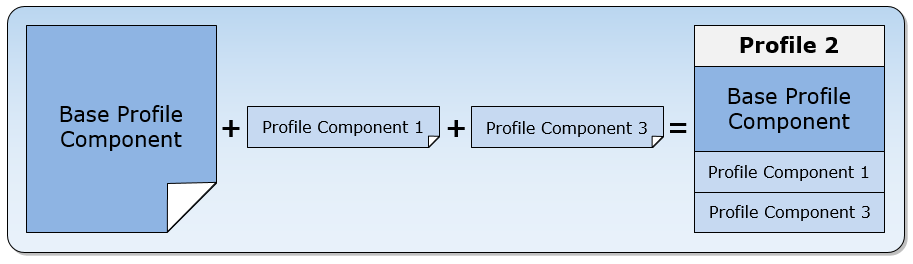 Base Profile
Component
+
Profile Component 1
+
Profile Component 3
=
Profile 2
Base Profile
Component
Profile Component 1
Profile Component 3